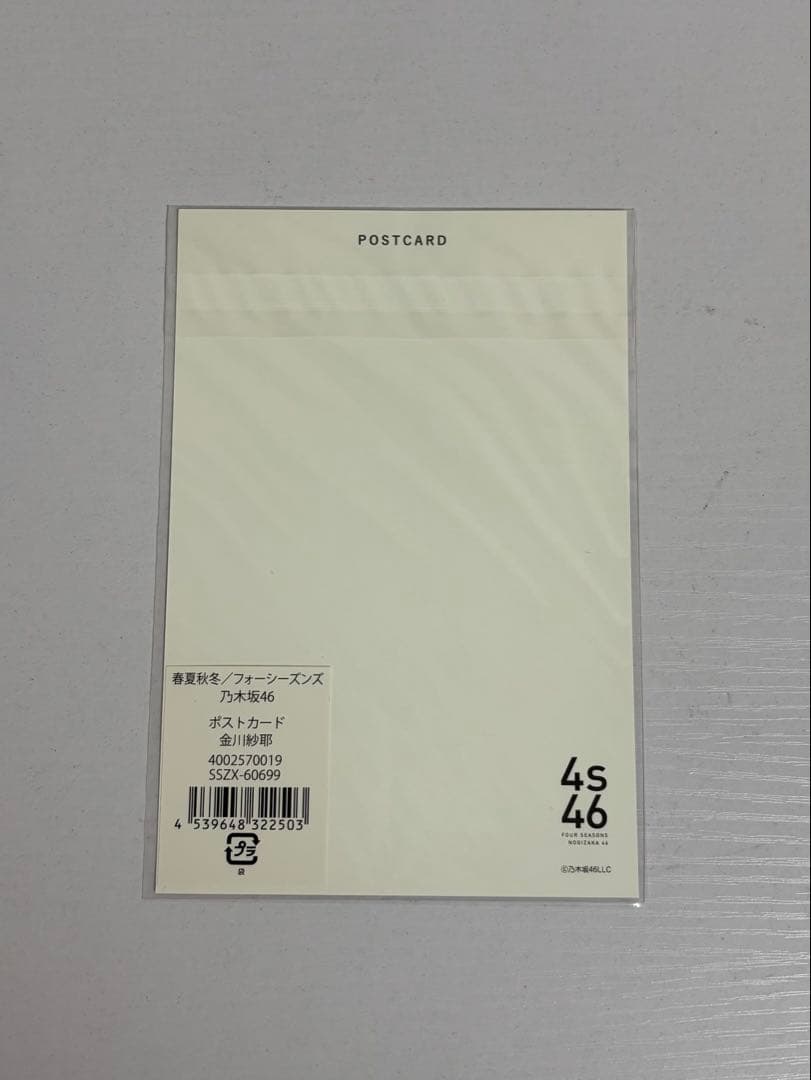 POSTCARD
春夏秋冬／フォーシーズンズ
乃木坂46
ポストカード
金川紗耶
4002570019
SSZX-60699
4 539648 322503
プラ
袋
4s
46
FOUR SEASONS
NOGIZAKA 46
©乃木坂46LLC